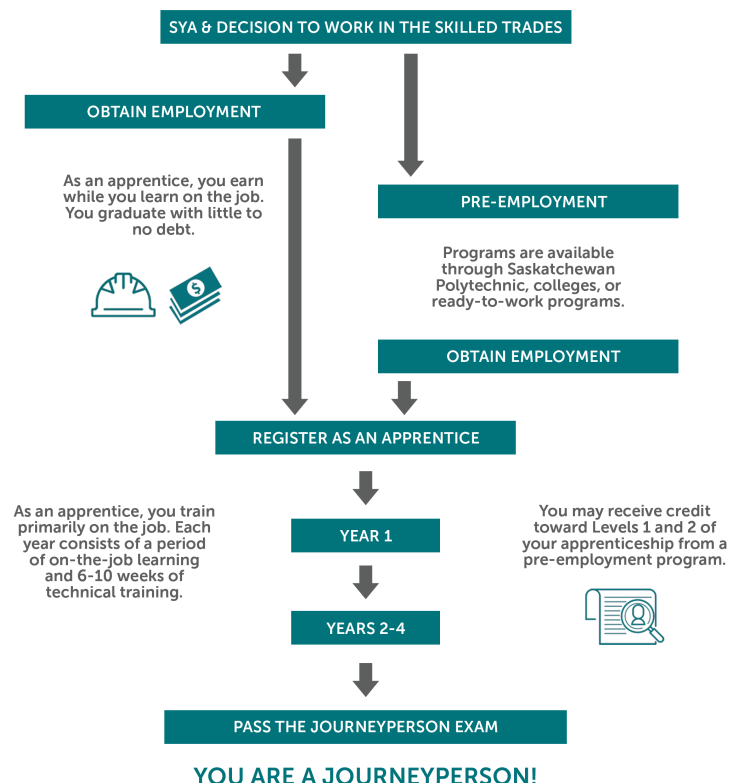 SYA & DECISION TO WORK IN THE SKILLED TRADES
OBTAIN EMPLOYMENT
As an apprentice, you earn
while you learn on the job.
You graduate with little to
no debt.
$
PRE-EMPLOYMENT
Programs are available
through Saskatchewan
Polytechnic, colleges, or
ready-to-work programs.
OBTAIN EMPLOYMENT
REGISTER AS AN APPRENTICE
As an apprentice, you train
primarily on the job. Each
year consists of a period
of on-the-job learning
and 6-10 weeks of
technical training.
YEAR 1
You may receive credit
toward Levels 1 and 2 of
your apprenticeship from a
pre-employment program.
YEARS 2-4
PASS THE JOURNEYPERSON EXAM
YOU ARE A JOURNEYPERSON!